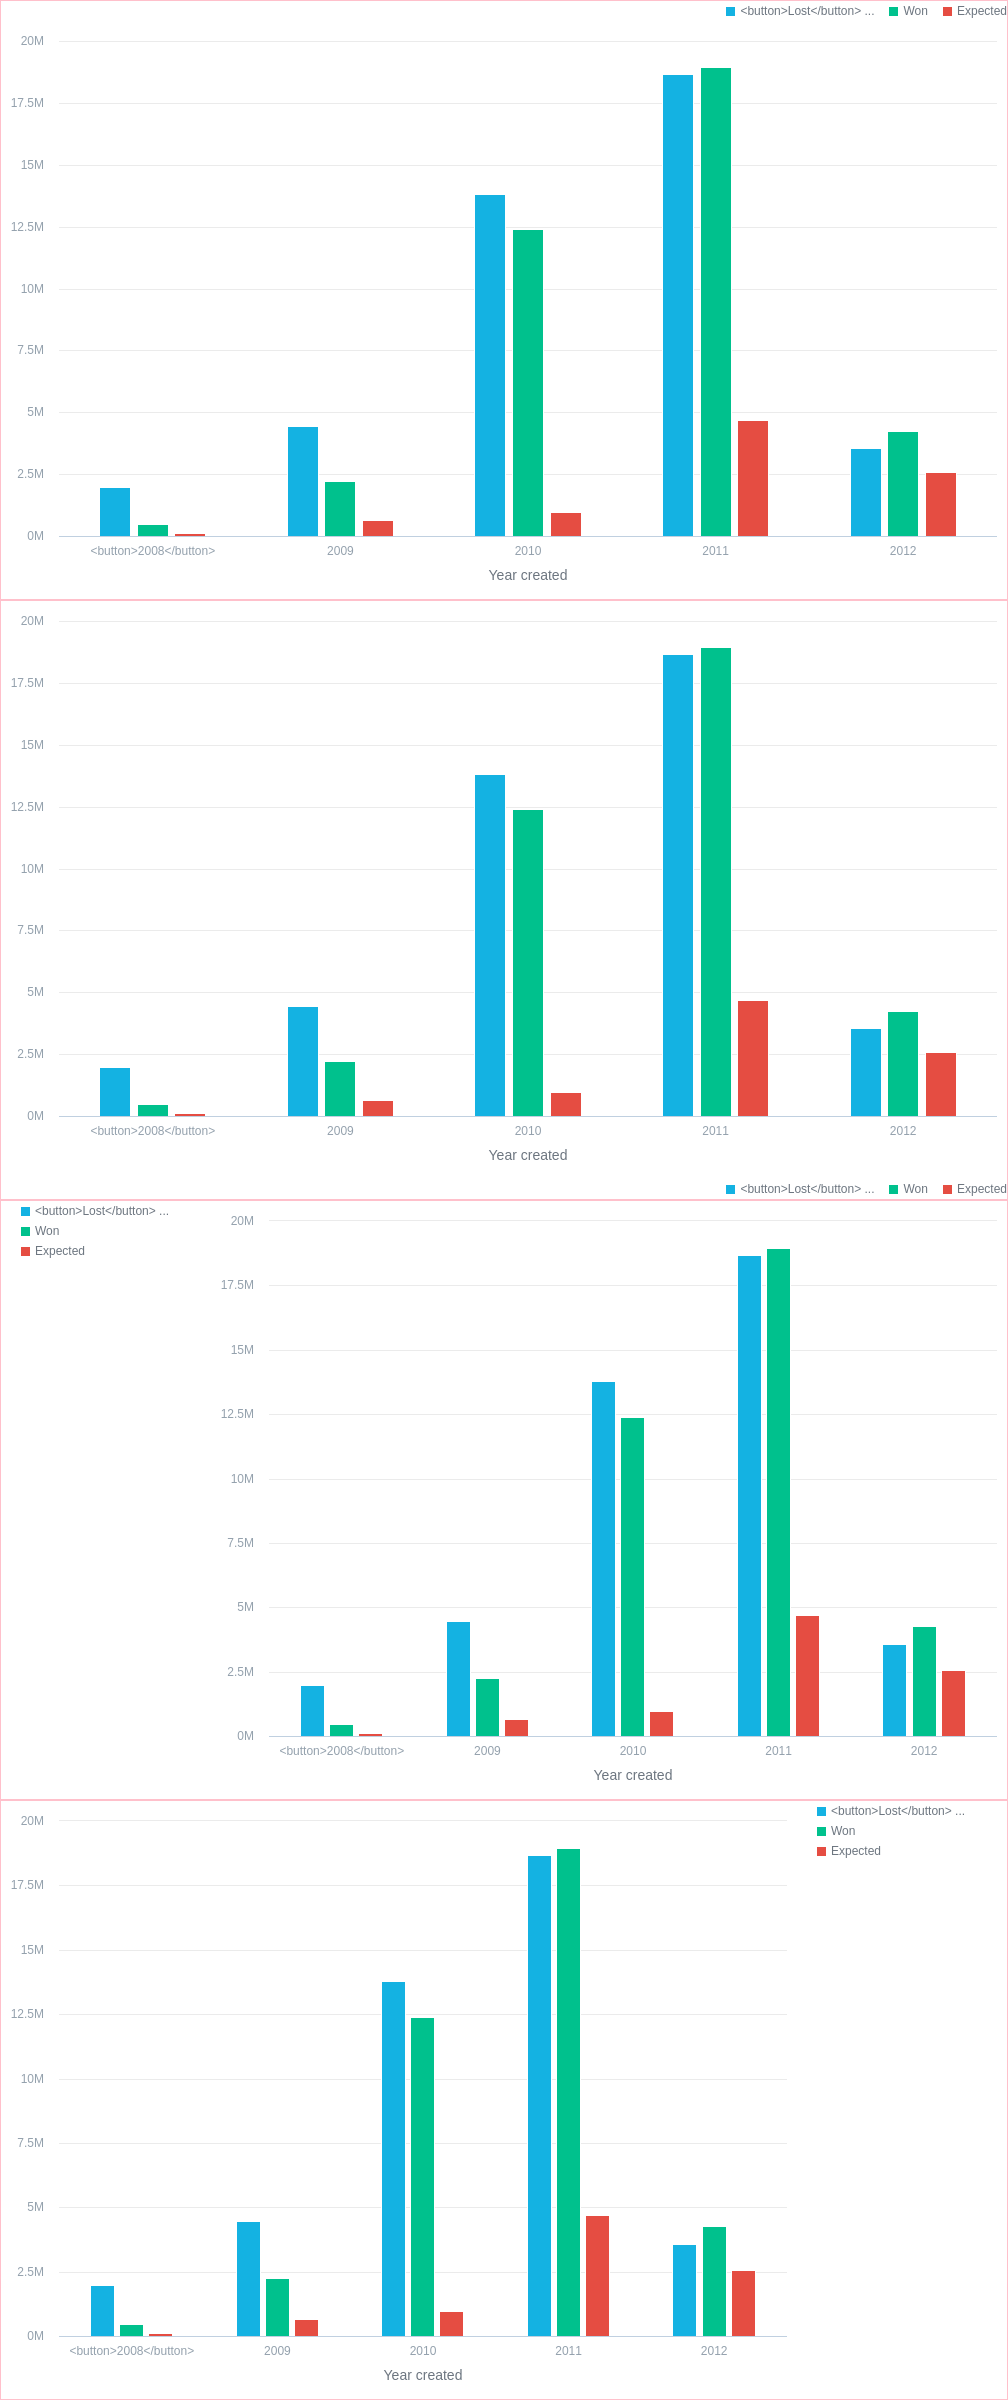 <button>Lost</button> ... Won Expected
20M
17.5M
15M
12.5M
10M
7.5M
5M
2.5M
0M
<button>2008</button> 2009 2010 2011 2012
Year created
20M
17.5M
15M
12.5M
10M
7.5M
5M
2.5M
0M
<button>2008</button> 2009 2010 2011 2012
Year created
<button>Lost</button> ... Won Expected
<button>Lost</button> ...
Won
Expected
20M
17.5M
15M
12.5M
10M
7.5M
5M
2.5M
0M
<button>2008</button> 2009 2010 2011 2012
Year created
<button>Lost</button> ...
Won
Expected
20M
17.5M
15M
12.5M
10M
7.5M
5M
2.5M
0M
<button>2008</button> 2009 2010 2011 2012
Year created